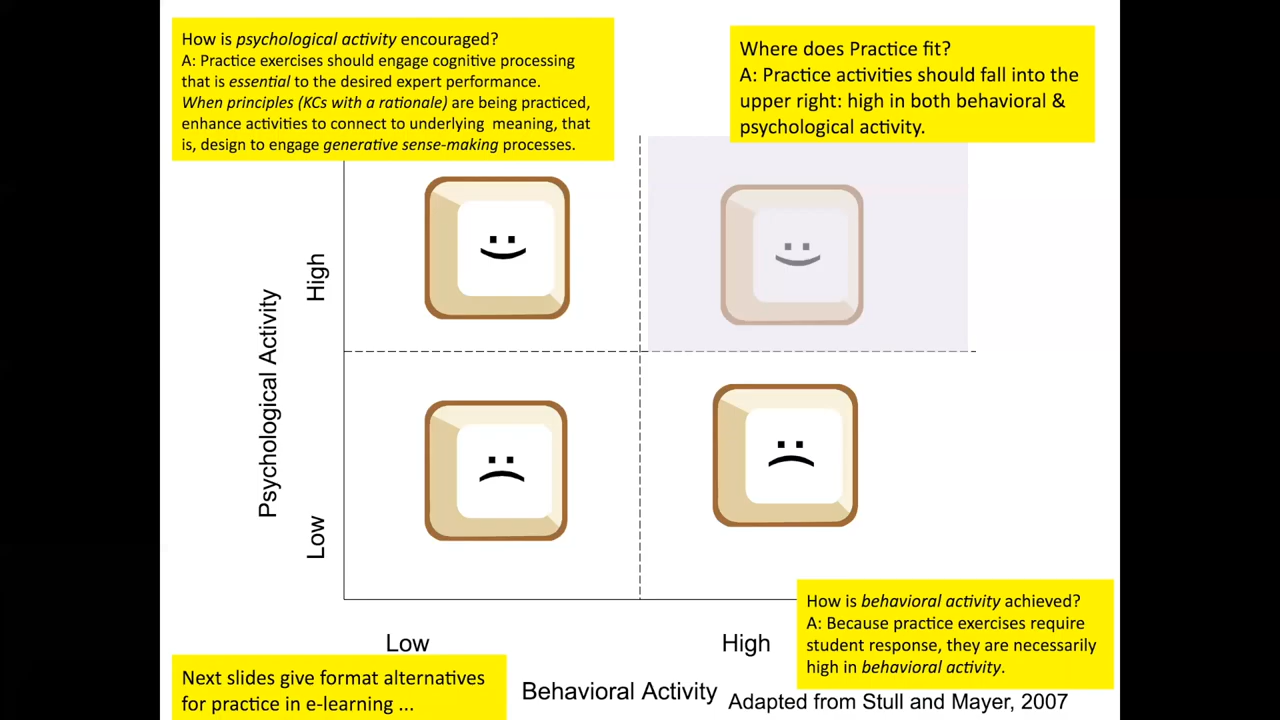 How is psychological activity encouraged?
A: Practice exercises should engage cognitive processing
that is essential to the desired expert performance.
When principles (KCs with a rationale) are being practiced,
enhance activities to connect to underlying meaning, that
is, design to engage generative sense-making processes.
Where does Practice fit?
A: Practice activities should fall into the
upper right: high in both behavioral &
psychological activity.
Psychological Activity
High
Low
Low
High
Behavioral Activity
How is behavioral activity achieved?
A: Because practice exercises require
student response, they are necessarily
high in behavioral activity.
Next slides give format alternatives
for practice in e-learning ...
Adapted from Stull and Mayer, 2007